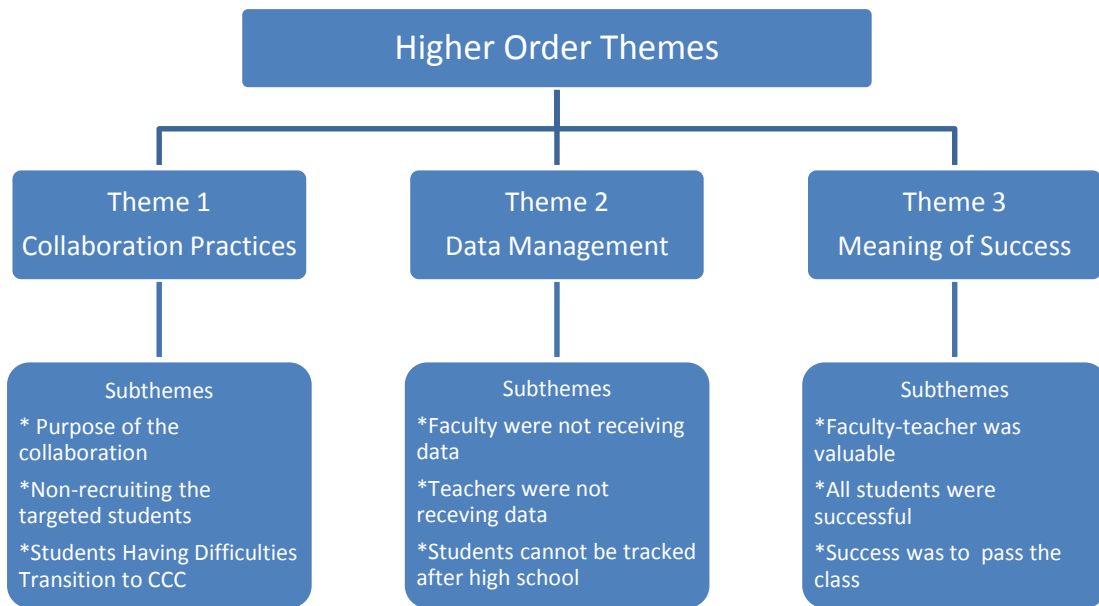 Higher Order Themes
Theme 1
Collaboration Practices
Theme 2
Data Management
Theme 3
Meaning of Success
Subthemes
* Purpose of the
collaboration
*Non-recruiting the
targeted students
*Students Having Difficulties
Transition to CCC
Subthemes
*Faculty were not receiving
data
*Teachers were not
receving data
*Students cannot be tracked
after high school
Subthemes
*Faculty-teacher was
valuable
*All students were
successful
*Success was to  pass the
class